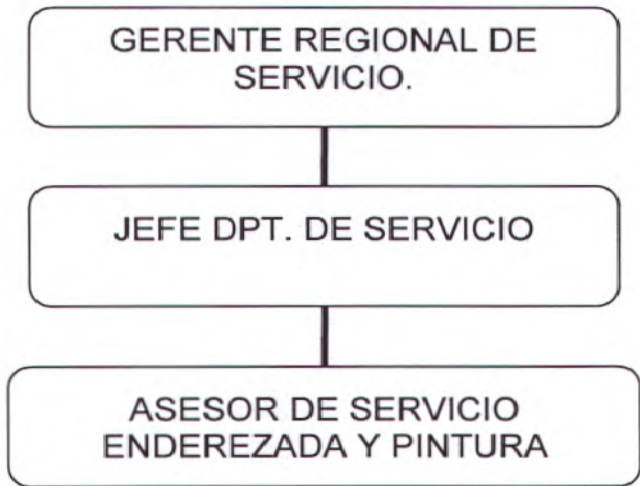 GERENTE REGIONAL DE
SERVICIO.
JEFE DPT. DE SERVICIO
ASESOR DE SERVICIO
ENDEREZADA Y PINTURA